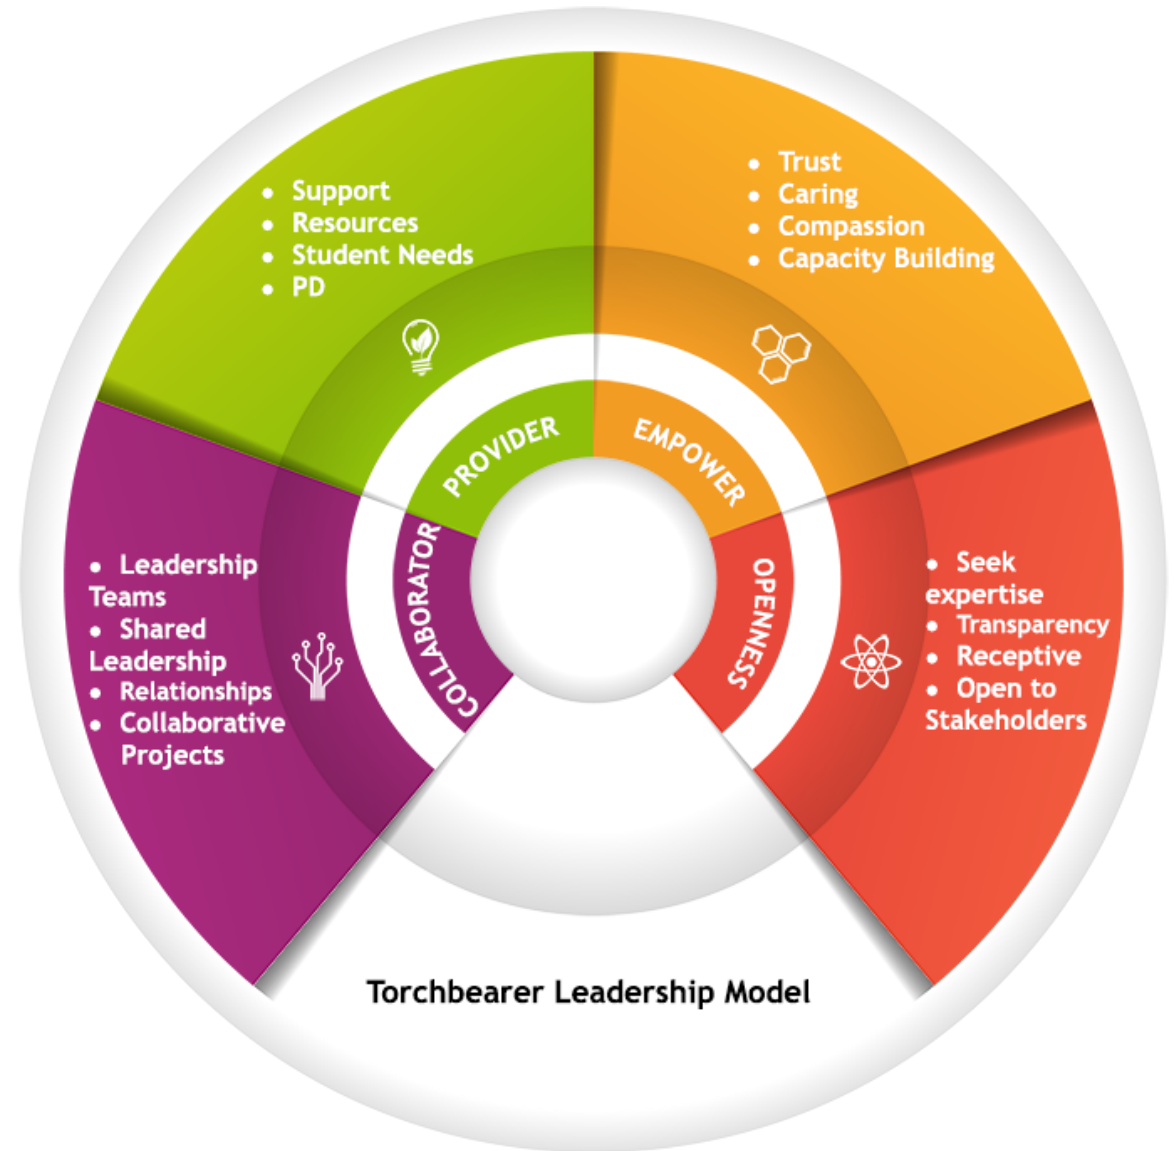 • Support
• Resources
• Student Needs
• PD
• Trust
• Caring
• Compassion
• Capacity Building
PROVIDER
EMPOWER
COLLABORATOR
OPENNESS
• Leadership
Teams
• Shared
Leadership
• Relationships
• Collaborative
Projects
• Seek
expertise
• Transparency
• Receptive
• Open to
Stakeholders
Torchbearer Leadership Model